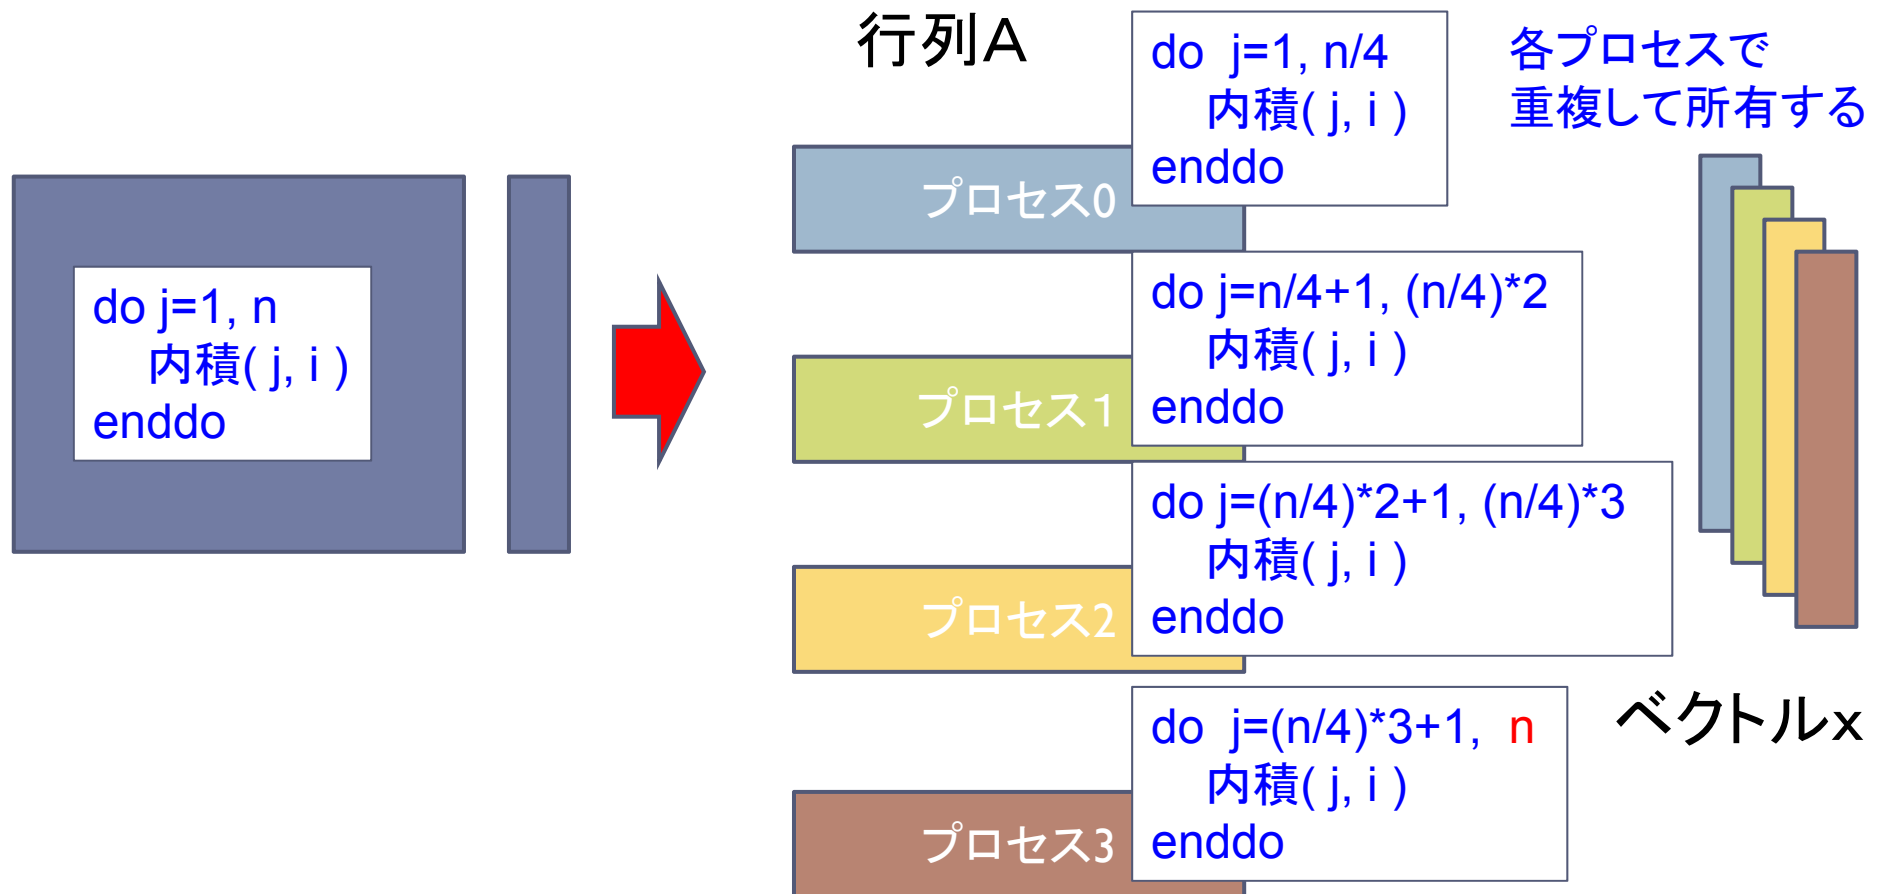 do j=1, n
内積( j, i )
enddo
行列A
プロセス0
do  j=1, n/4
内積( j, i )
enddo
プロセス1
do j=n/4+1, (n/4)*2
内積( j, i )
enddo
プロセス2
do j=(n/4)*2+1, (n/4)*3
内積( j, i )
enddo
プロセス3
do  j=(n/4)*3+1,  n
内積( j, i )
enddo
各プロセスで
重複して所有する
ベクトルx